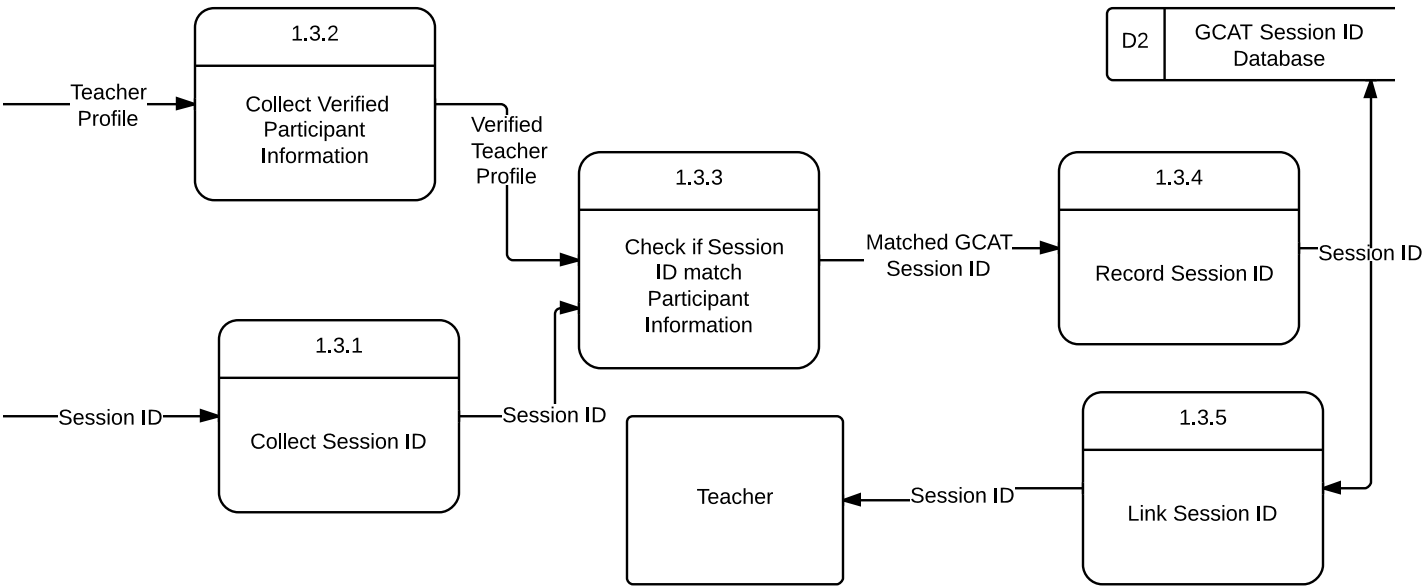 1.3.2
Collect Verified
Participant
Information
Teacher
Profile
Verified
Teacher
Profile
D2
GCAT Session ID
Database
1.3.3
Check if Session
ID match
Participant
Information
Matched GCAT
Session ID
1.3.4
Record Session ID
Session ID
1.3.1
Collect Session ID
Session ID
Session ID
Teacher
Session ID
1.3.5
Link Session ID